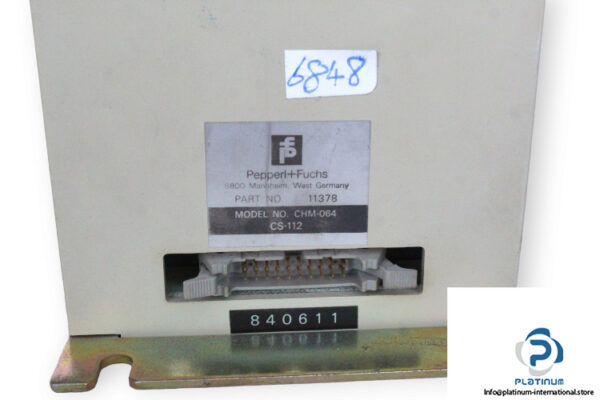 6848
Pepperl+Fuchs
6800 Mannheim, West Germany
PART NO 11378
MODEL NO. CHM-064
CS-112
840611
PLATINUM
https://platinum-international.store